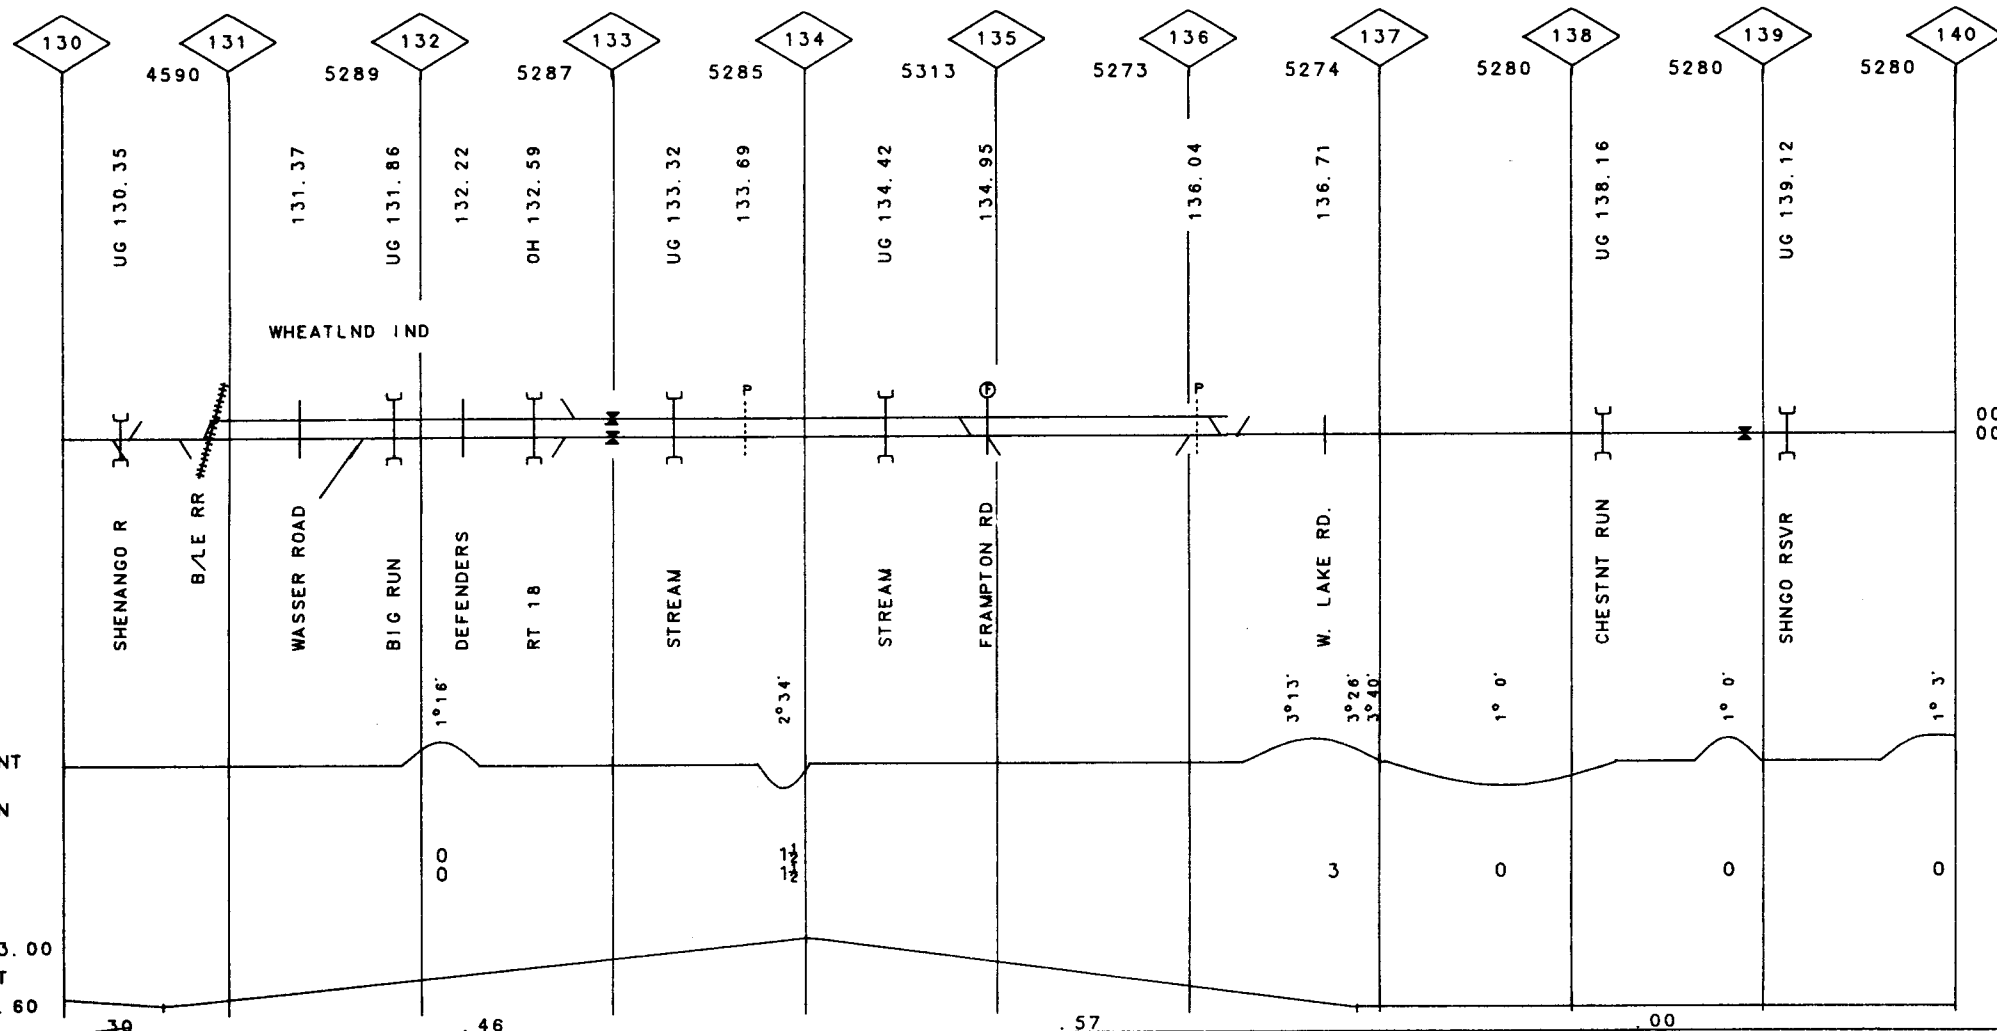 130 131 132 133 134 135 136 137 138 139 140
4590 5289 5287 5285 5313 5273 5274 5280 5280 5280
UG 130.35
131.37
UG 131.86
132.22
OH 132.59
UG 133.32
133.69
UG 134.42
134.95
136.04
136.71
UG 138.16
UG 139.12
WHEATLND IND
P
F
P
00
00
SHENANGO R
B/LE RR
WASSER ROAD
BIG RUN
DEFENDERS
RT 18
STREAM
STREAM
FRAMPTON RD
W. LAKE RD.
CHESTNT RUN
SHNGO RSVR
1°16'
2°34'
3°13'
3°26'
3°40'
1° 0'
1° 0'
1° 3'
NT
N
0 1½
0 1½ 3 0 0 0
3.00
T
.60
.46 .57 .00